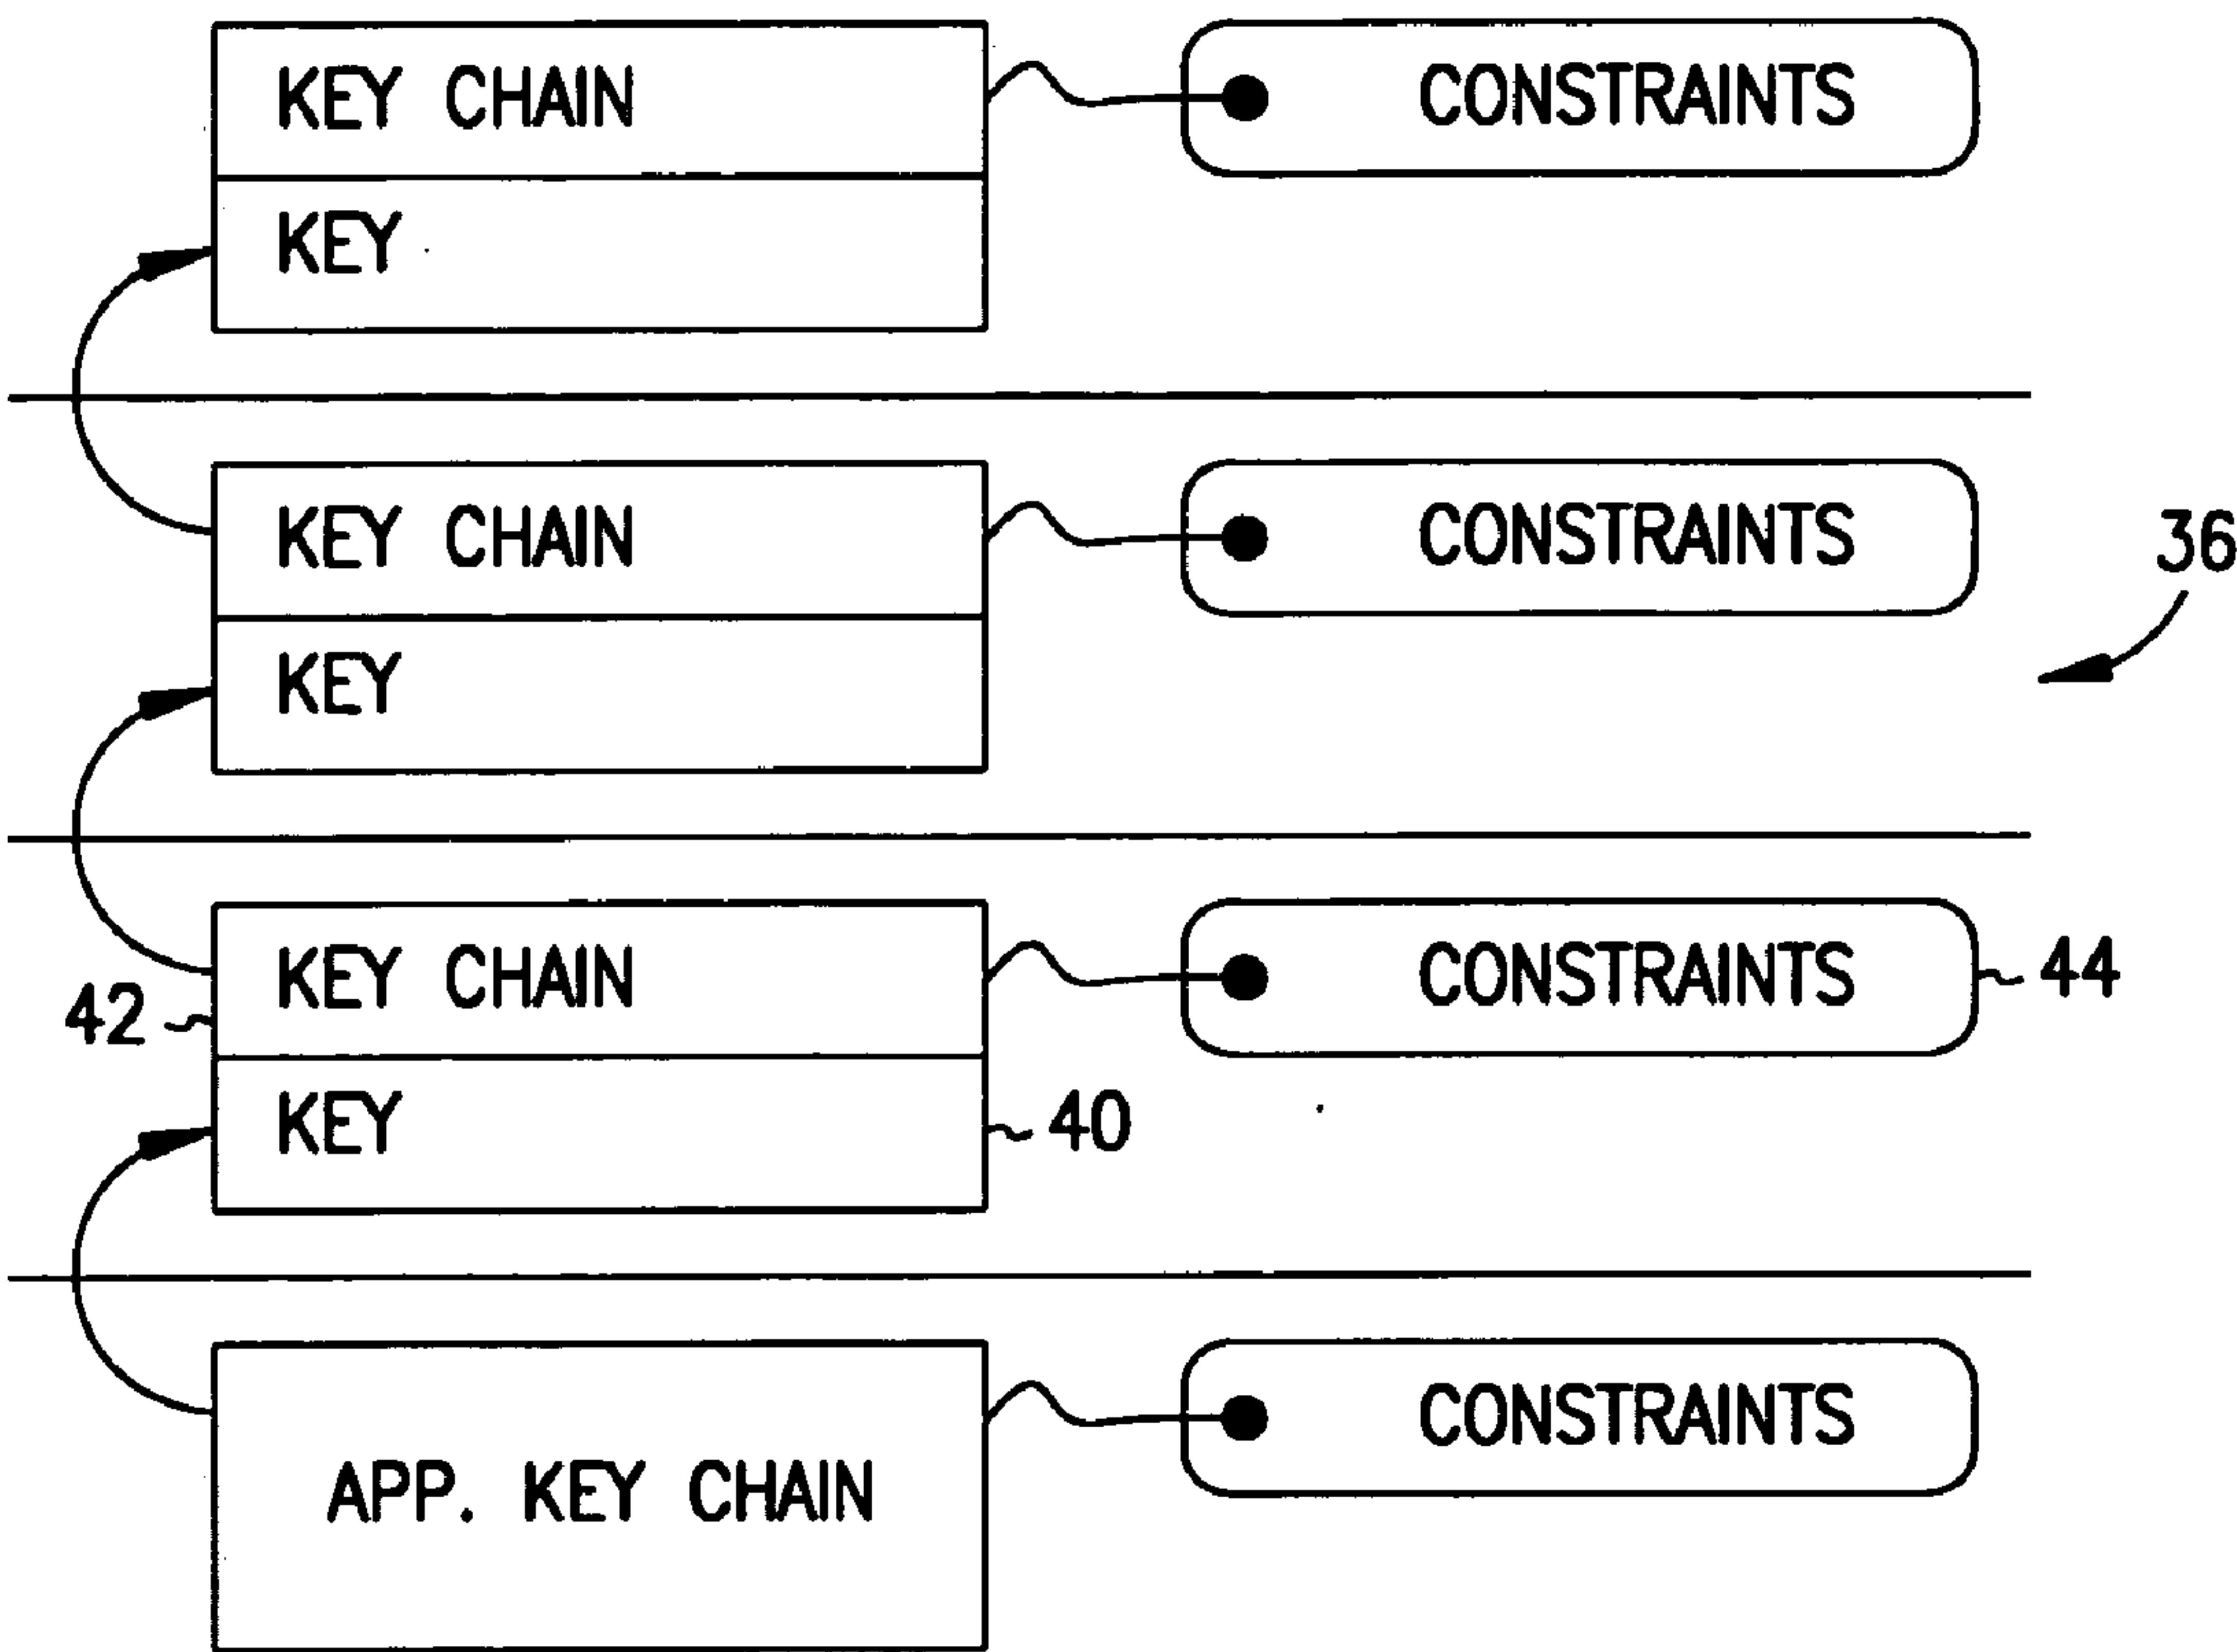 KEY CHAIN
CONSTRAINTS
KEY
KEY CHAIN
CONSTRAINTS
36
KEY
KEY CHAIN
CONSTRAINTS
44
42
KEY
40
CONSTRAINTS
APP. KEY CHAIN